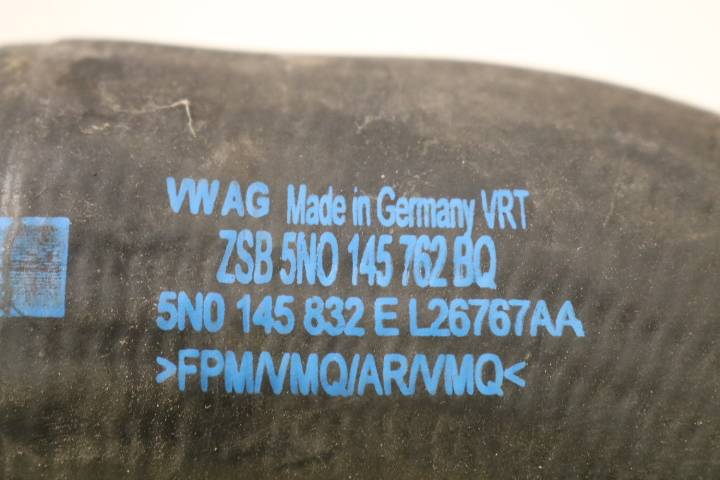 VW AG Made in Germany VRT
ZSB 5N0 145 762 BQ
5N0 145 832 E L26767AA
>FPM/VMQ/AR/VMQ<